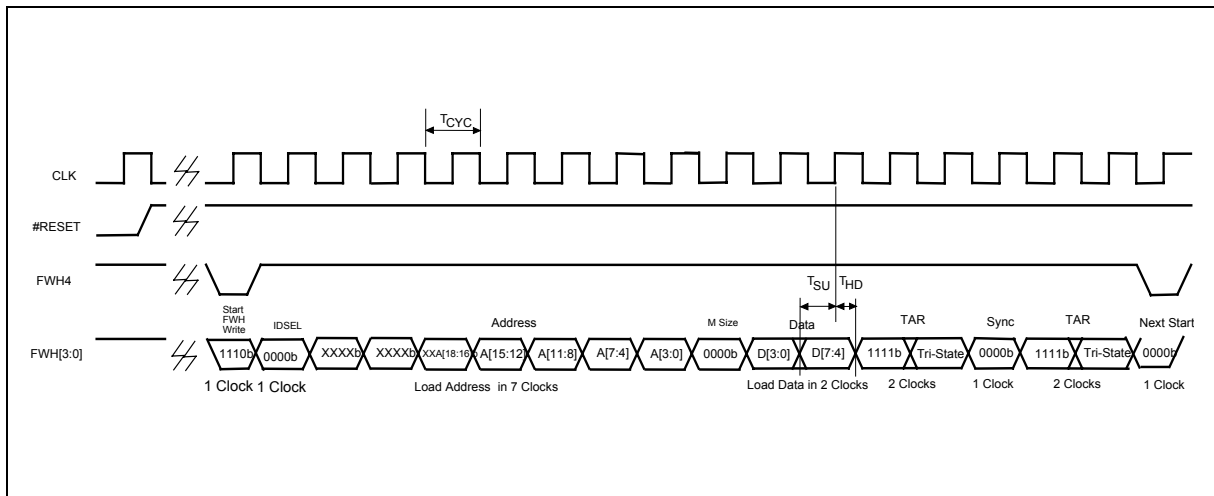 TCYC
CLK
#RESET
FWH4
TSU THD
Start
FWH
Write
IDSEL
Address
M Size
Data
TAR
Sync
TAR
Next Start
FWH[3:0]
1110b 0000b XXXXb XXXXb XXA[18:16]b A[15:12] A[11:8] A[7:4] A[3:0] 0000b D[3:0] D[7:4] 1111b Tri-State 0000b 1111b Tri-State 0000b
1 Clock 1 Clock Load Address in 7 Clocks Load Data in 2 Clocks 2 Clocks 1 Clock 2 Clocks 1 Clock